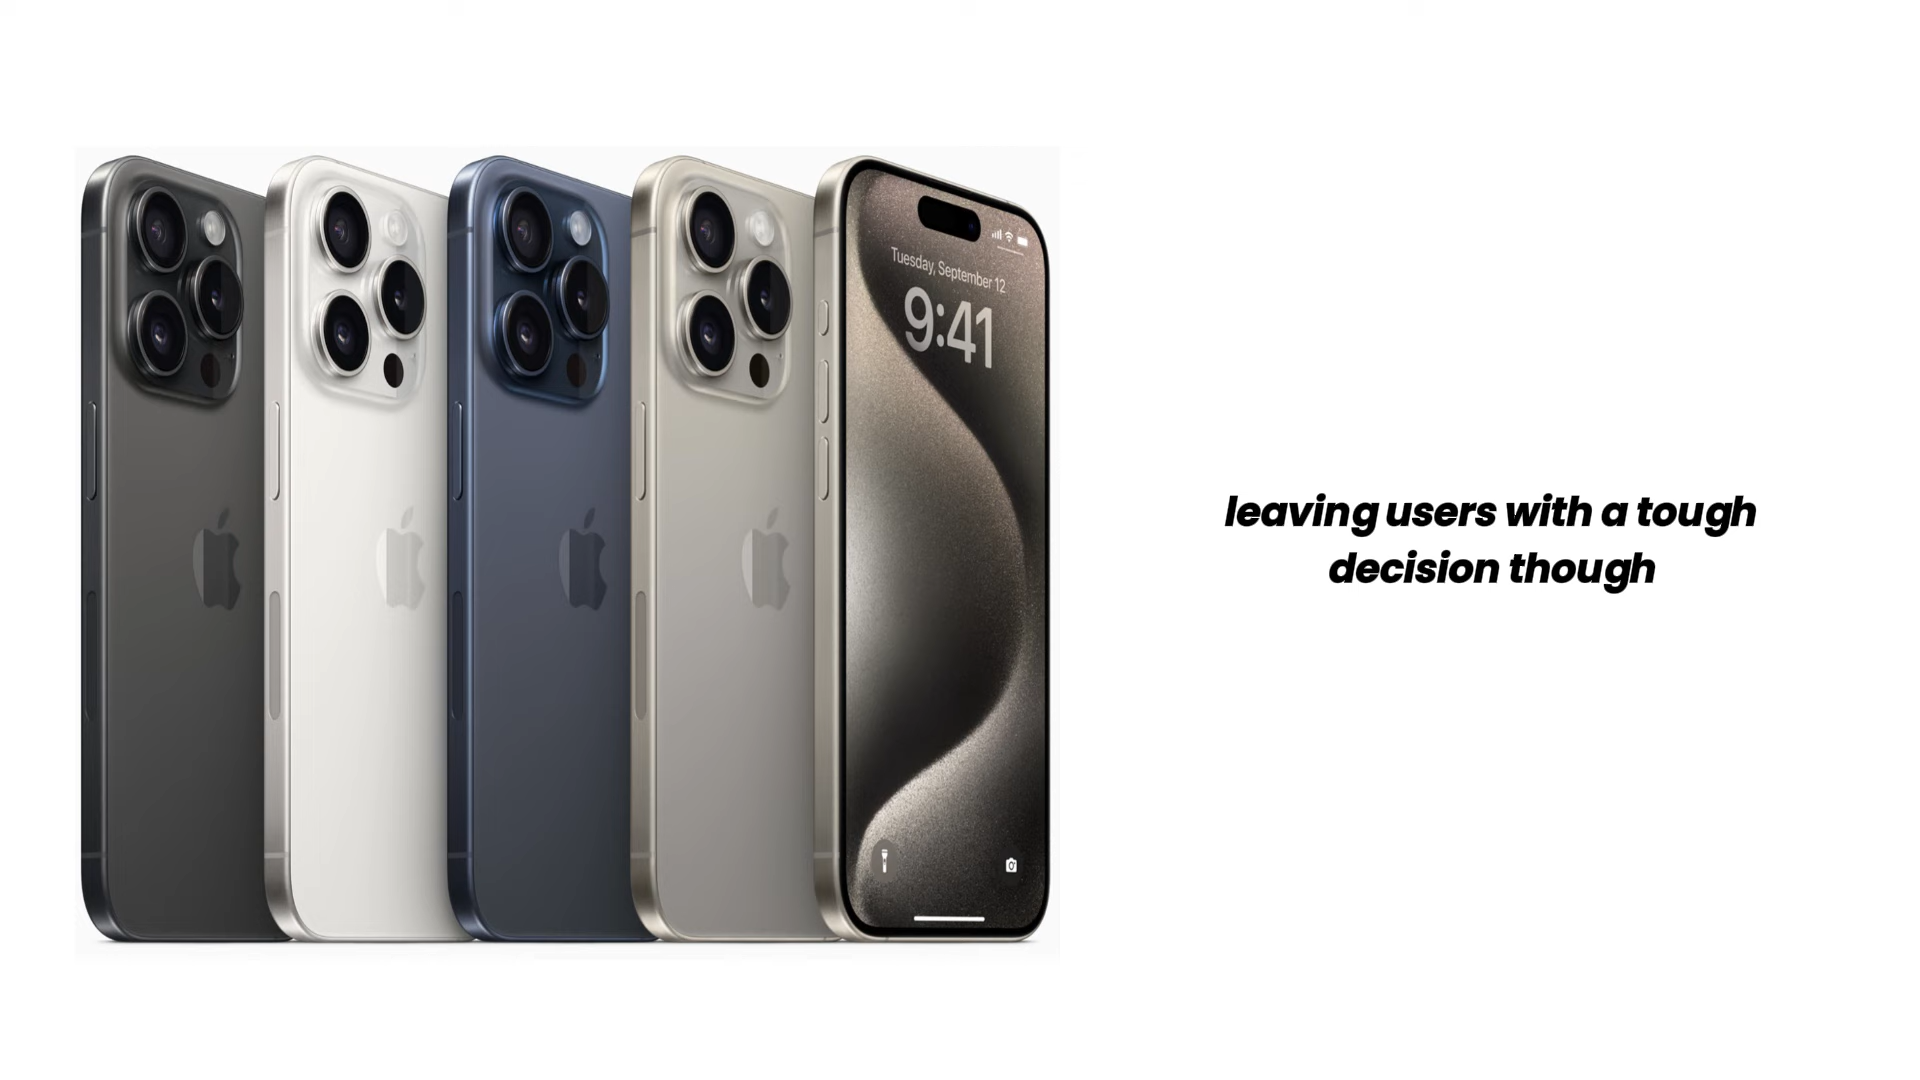 Tuesday, September 12
9:41
leaving users with a tough
decision though